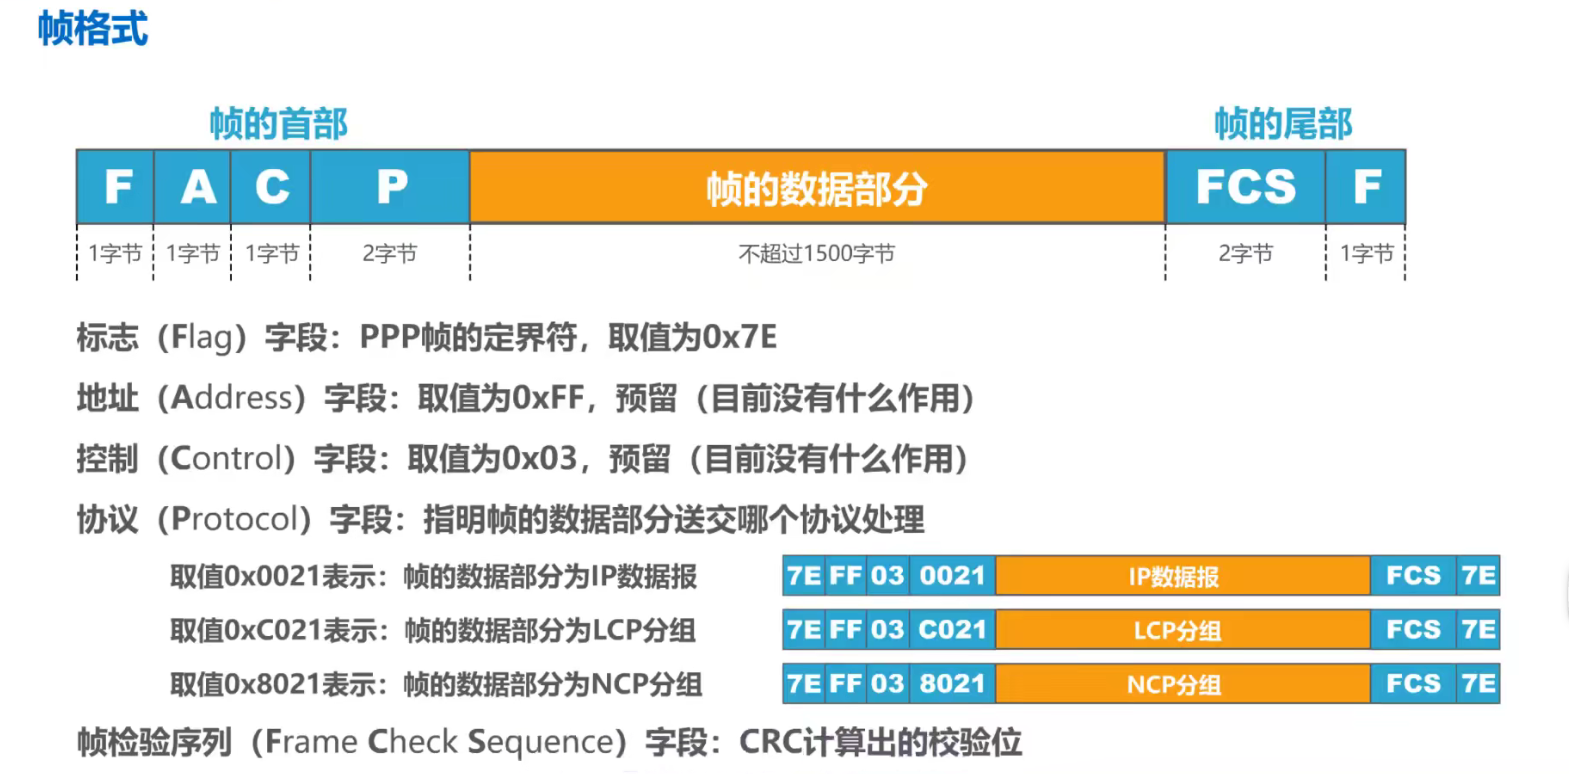 帧格式
帧的首部 帧的尾部
F A C P 帧的数据部分 FCS F
1字节 1字节 1字节 2字节 不超过1500字节 2字节 1字节
标志（Flag）字段：PPP帧的定界符，取值为0x7E
地址（Address）字段：取值为0xFF，预留（目前没有什么作用）
控制（Control）字段：取值为0x03，预留（目前没有什么作用）
协议（Protocol）字段：指明帧的数据部分送交哪个协议处理
取值0x0021表示：帧的数据部分为IP数据报 7E FF 03 0021 IP数据报 FCS 7E
取值0xC021表示：帧的数据部分为LCP分组 7E FF 03 C021 LCP分组 FCS 7E
取值0x8021表示：帧的数据部分为NCP分组 7E FF 03 8021 NCP分组 FCS 7E
帧检验序列（Frame Check Sequence）字段：CRC计算出的校验位